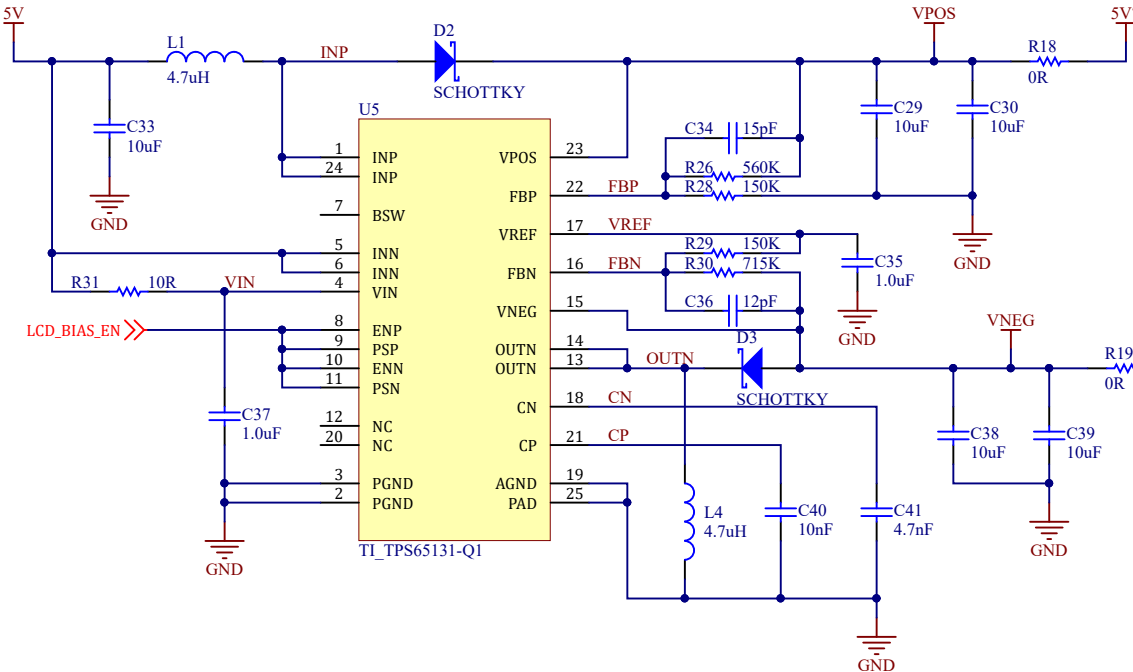 5V
VPOS
5V
L1
INP
D2
R18
4.7uH
SCHOTTKY
0R
U5
C33
10uF
C29
10uF
C30
10uF
C34
15pF
1
INP
VPOS
23
24
INP
R26
560K
FBP
22
FBP
R28
150K
GND
7
BSW
VREF
17
VREF
R29
150K
GND
5
INN
6
INN
FBN
16
FBN
R30
715K
C35
1.0uF
R31
10R
VIN
4
VIN
VNEG
15
C36
12pF
GND
VNEG
LCD_BIAS_EN
8
ENP
9
PSP
OUTN
14
D3
10
ENN
OUTN
13
OUTN
R19
11
PSN
0R
SCHOTTKY
CN
18
CN
C37
1.0uF
12
NC
C38
10uF
C39
10uF
20
NC
CP
21
CP
3
PGND
AGND
19
2
PGND
PAD
25
L4
4.7uH
C40
10nF
C41
4.7nF
GND
TI_TPS65131-Q1
GND
GND